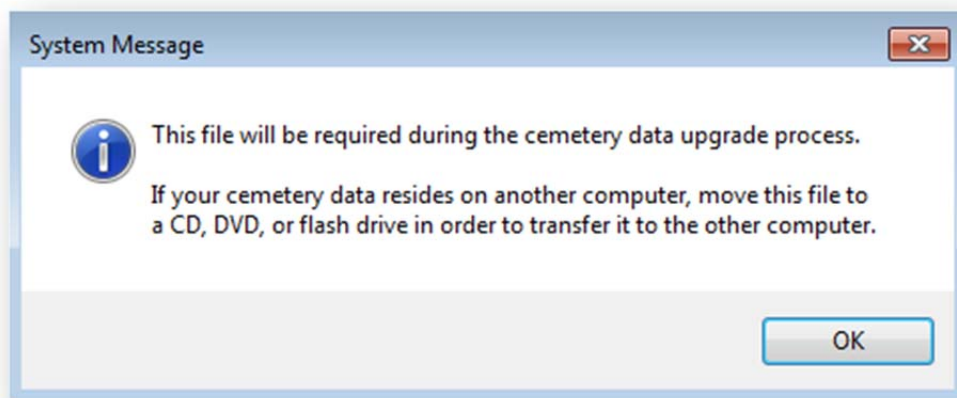 System Message
This file will be required during the cemetery data upgrade process.
If your cemetery data resides on another computer, move this file to
a CD, DVD, or flash drive in order to transfer it to the other computer.
OK